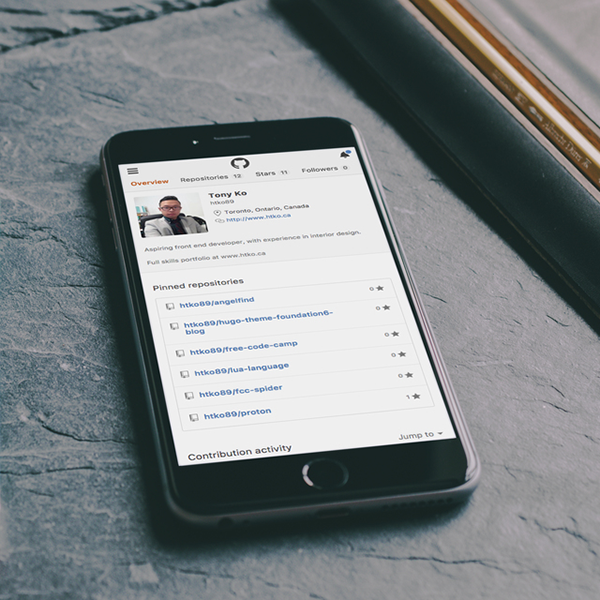 Overview Repositories 12 Stars 11 Followers 0
Tony Ko
htko89
Toronto, Ontario, Canada
http://www.htko.ca
Aspiring front end developer, with experience in interior design.
Full skills portfolio at www.htko.ca
Pinned repositories
htko89/angelfind 0
htko89/hugo-theme-foundation6-
blog 0
htko89/free-code-camp 0
htko89/lua-language 0
htko89/fcc-spider 0
htko89/proton 1
Jump to
Contribution activity